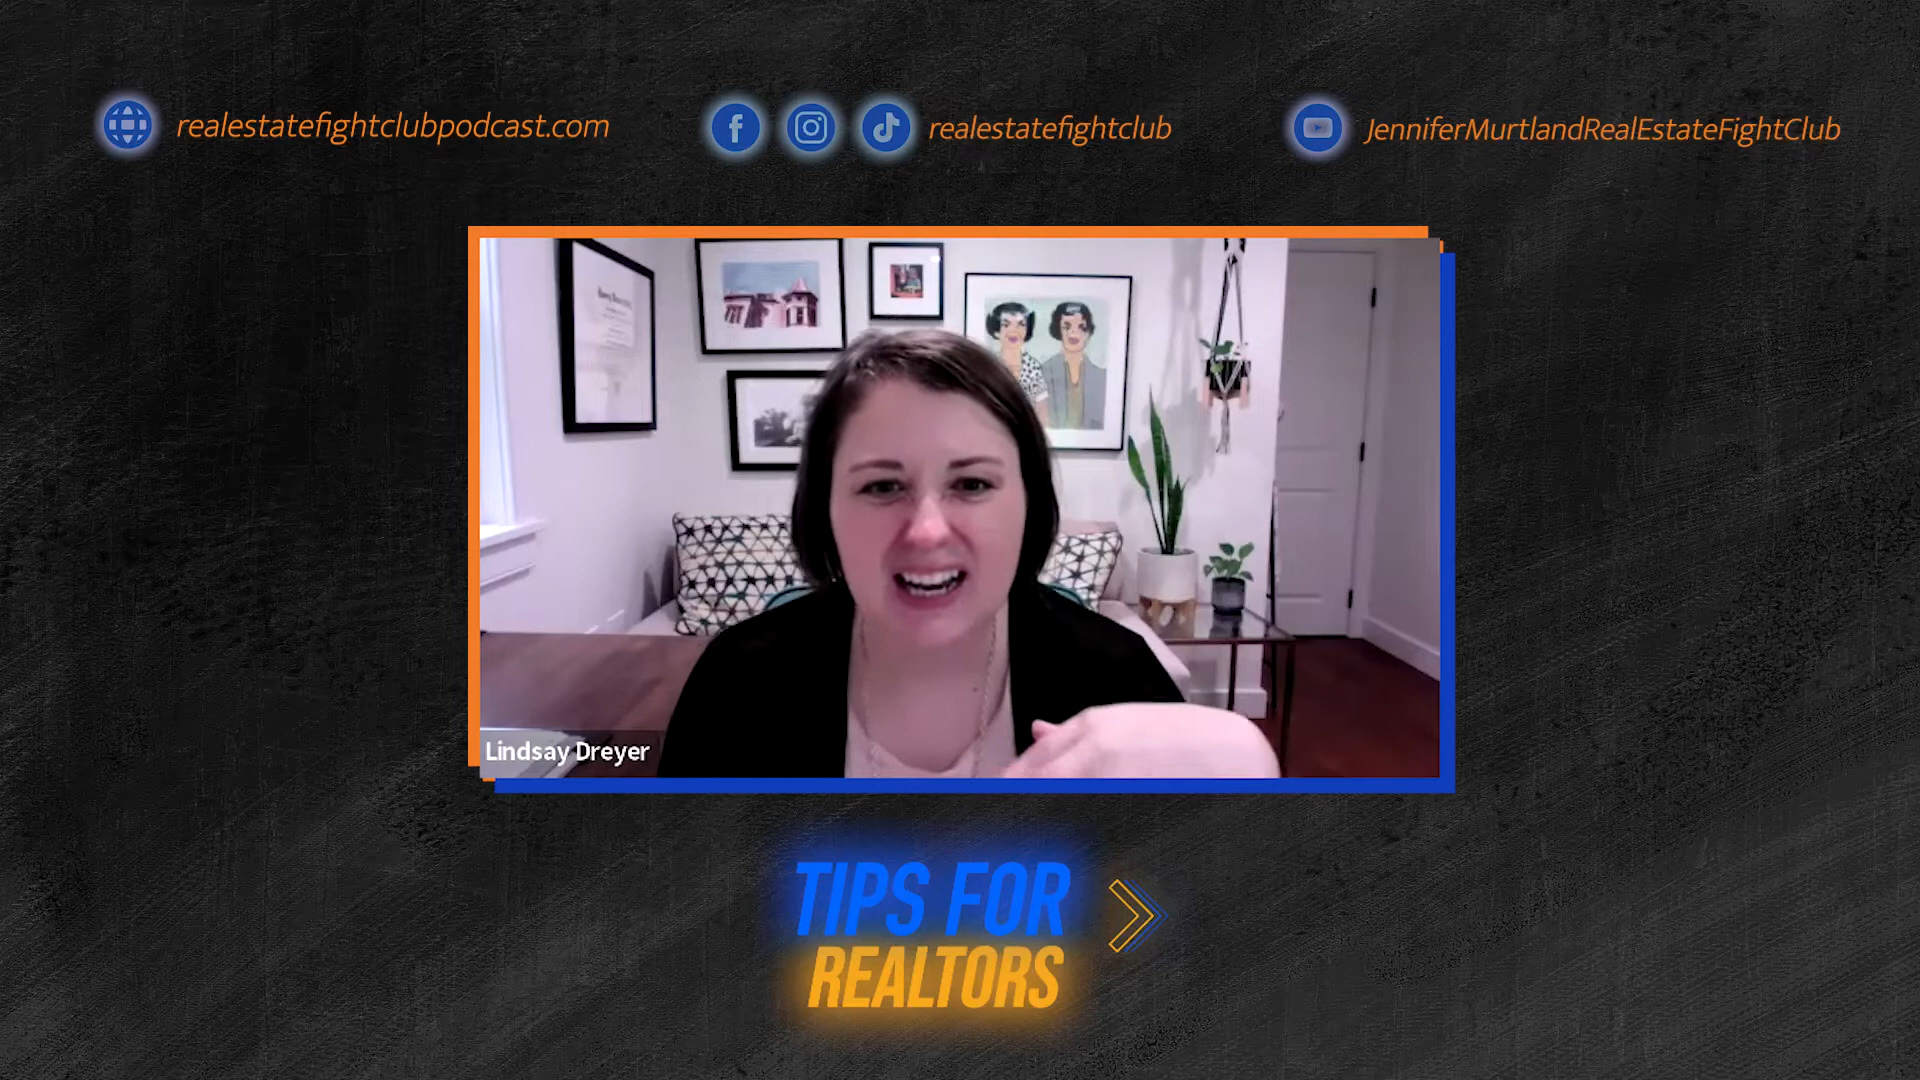 realestatefightclubpodcast.com
realestatefightclub
JenniferMurtlandRealEstateFightClub
Lindsay Dreyer
TIPS FOR
REALTORS